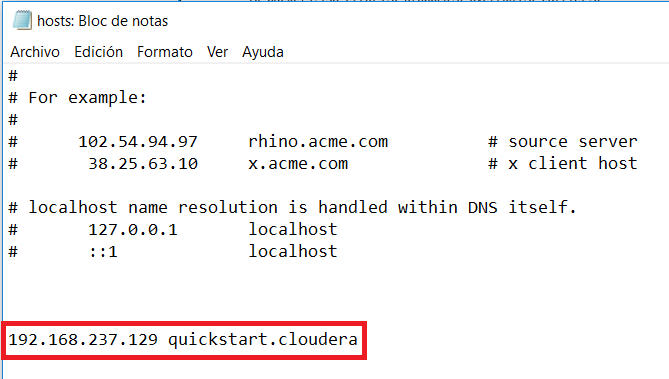 hosts: Bloc de notas
Archivo Edición Formato Ver Ayuda
#
# For example:
#
# 102.54.94.97 rhino.acme.com # source server
# 38.25.63.10 x.acme.com # x client host
# localhost name resolution is handled within DNS itself.
# 127.0.0.1 localhost
# ::1 localhost
192.168.237.129 quickstart.cloudera